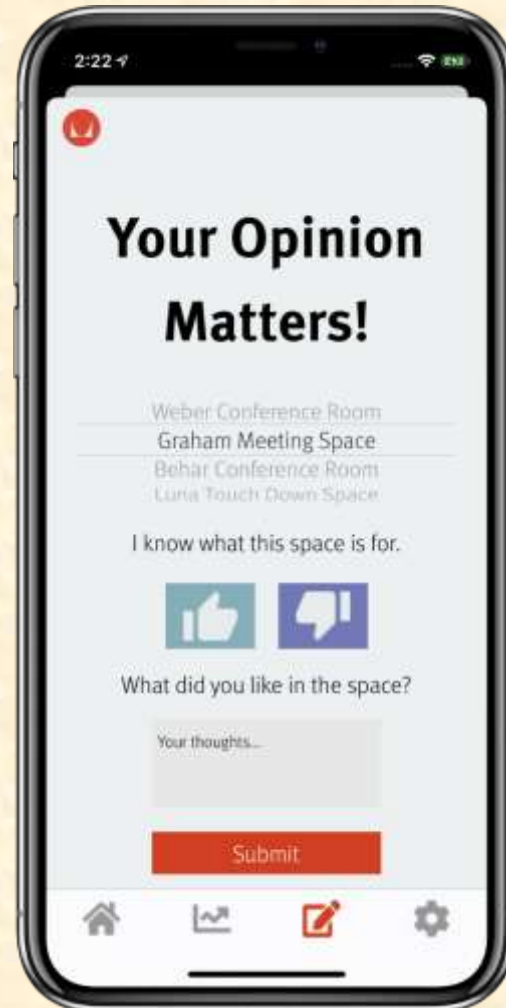 2:22
Your Opinion
Matters!
Weber Conference Room
Graham Meeting Space
Behar Conference Room
Luna Touch Down Space
I know what this space is for.
What did you like in the space?
Your thoughts...
Submit